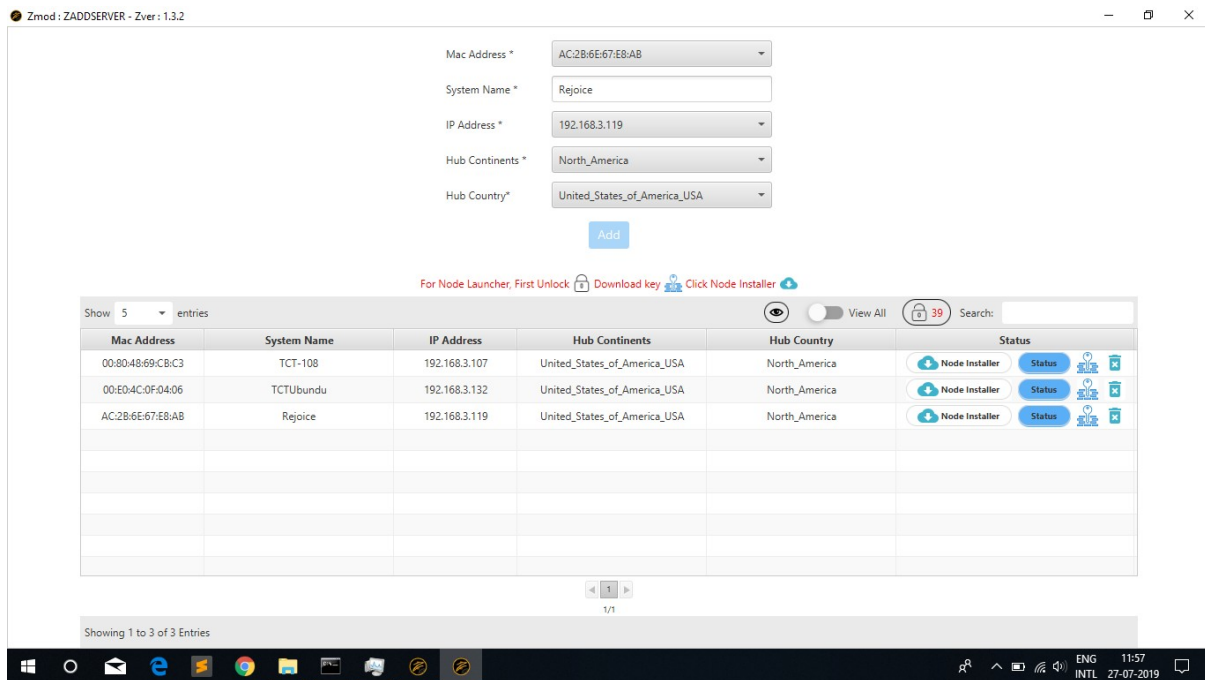 Zmod : ZADDSERVER - Zver : 1.3.2
Mac Address * AC:2B:6E:67:E8:AB
System Name * Rejoice
IP Address * 192.168.3.119
Hub Continents * North_America
Hub Country* United_States_of_America_USA
Add
For Node Launcher, First Unlock Download key Click Node Installer
Show 5 entries View All 39 Search:
Mac Address System Name IP Address Hub Continents Hub Country Status
00:80:48:69:CB:C3 TCT-108 192.168.3.107 United_States_of_America_USA North_America Node Installer Status
00:E0:4C:0F:04:06 TCTUbundu 192.168.3.132 United_States_of_America_USA North_America Node Installer Status
AC:2B:6E:67:E8:AB Rejoice 192.168.3.119 United_States_of_America_USA North_America Node Installer Status
1
1/1
Showing 1 to 3 of 3 Entries
ENG 11:57
INTL 27-07-2019